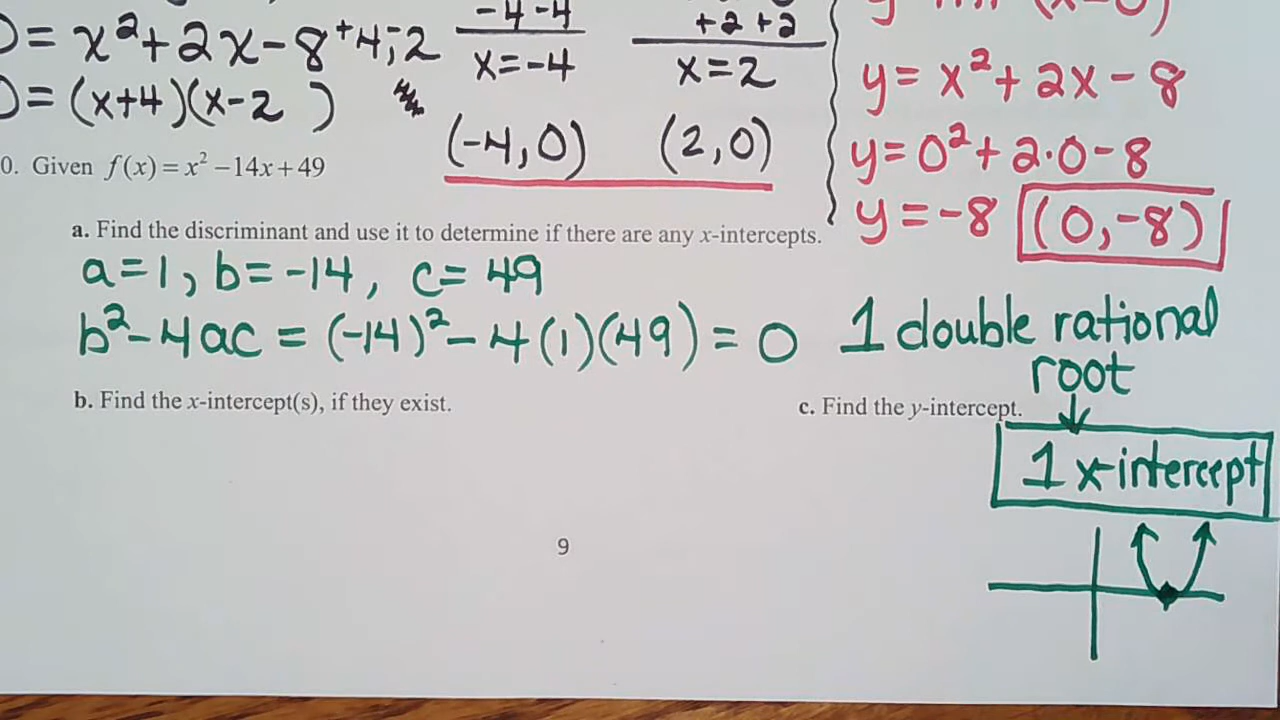 -4 -4
+2 +2
= x²+2x-8 +4,-2
x=-4
x=2
y= x²+2x-8
= (x+4)(x-2 )
(-4,0)
(2,0)
y=0²+2·0-8
0. Given f(x)=x²-14x+49
y=-8 (0,-8)
a. Find the discriminant and use it to determine if there are any x-intercepts.
a=1, b=-14, c=49
b²-4ac = (-14)²-4(1)(49)=0
1 double rational
root
b. Find the x-intercept(s), if they exist.
c. Find the y-intercept.
1 x-intercept
9